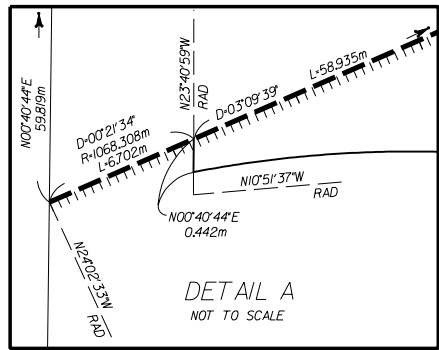 N00°40'44"E
59.819m
D=00°21'34"
R=1068.308m
L=6.702m
N23°40'59"W
RAD
D=03°09'39"
L=58.935m
N10°51'37"W
RAD
N00°40'44"E
0.442m
N24°02'33"W
RAD
DETAIL A
NOT TO SCALE